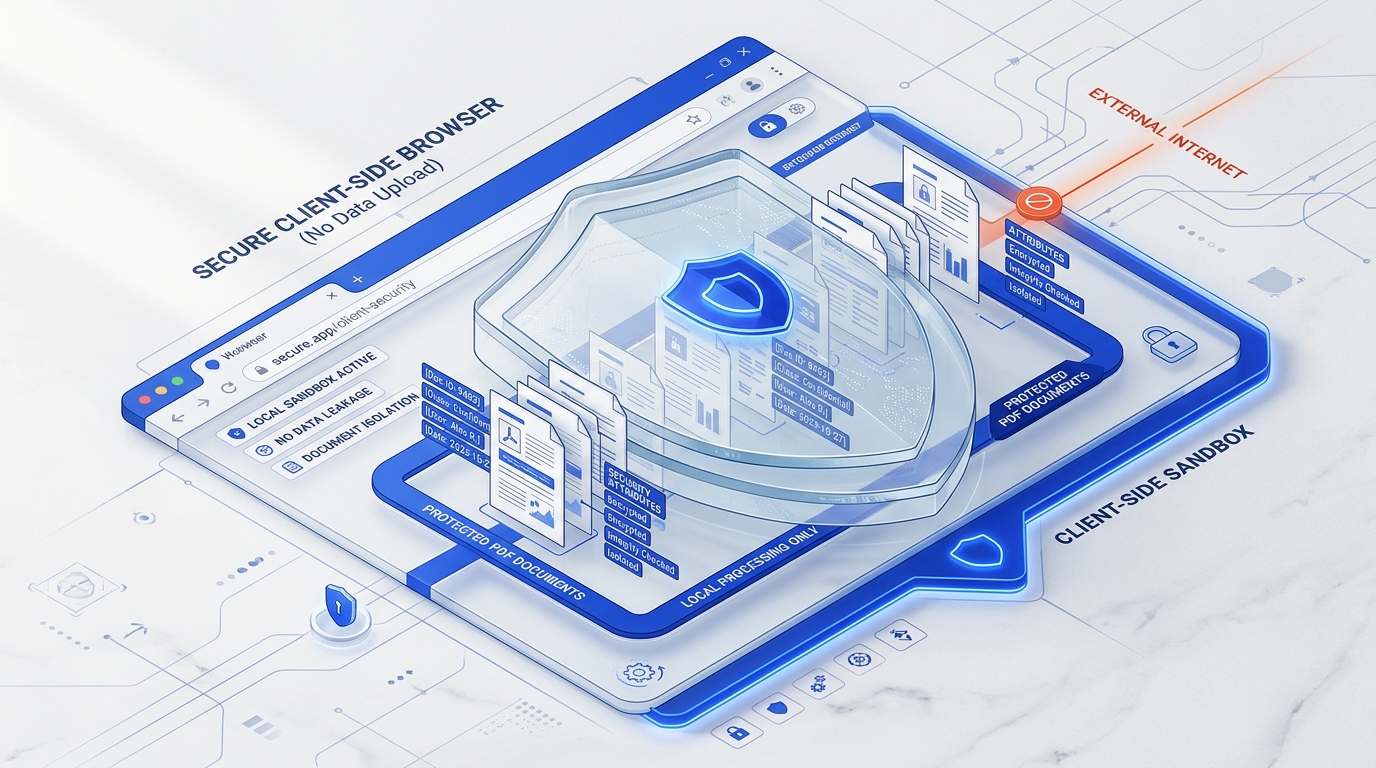 SECURE CLIENT-SIDE BROWSER
(No Data Upload)
EXTERNAL INTERNET
secure.app/client-security
LOCAL SANDBOX ACTIVE
NO DATA LEAKAGE
DOCUMENT ISOLATION
ATTRIBUTES
Encrypted
Integrity Checked
Isolated
PROTECTED
PDF DOCUMENTS
SECURITY
ATTRIBUTES
Integrity Checked
Isolated
PROTECTED PDF DOCUMENTS
LOCAL PROCESSING ONLY
CLIENT-SIDE SANDBOX